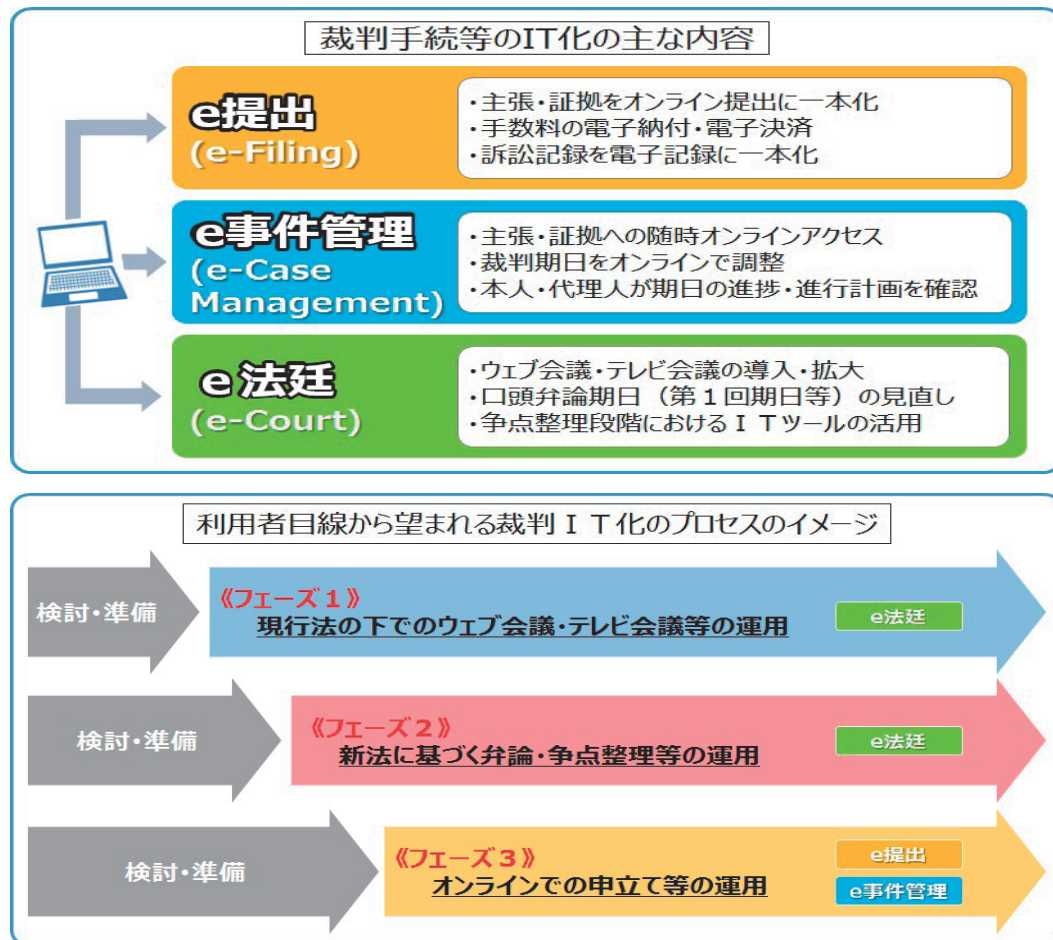 裁判手続等のIT化の主な内容
e提出
(e-Filing)
・主張・証拠をオンライン提出に一本化
・手数料の電子納付・電子決済
・訴訟記録を電子記録に一本化
e事件管理
(e-Case
Management)
・主張・証拠への随時オンラインアクセス
・裁判期日をオンラインで調整
・本人・代理人が期日の進捗・進行計画を確認
e法廷
(e-Court)
・ウェブ会議・テレビ会議の導入・拡大
・口頭弁論期日（第１回期日等）の見直し
・争点整理段階におけるＩＴツールの活用
利用者目線から望まれる裁判ＩＴ化のプロセスのイメージ
検討・準備
《フェーズ１》
現行法の下でのウェブ会議・テレビ会議等の運用
e法廷
検討・準備
《フェーズ２》
新法に基づく弁論・争点整理等の運用
e法廷
検討・準備
《フェーズ３》
オンラインでの申立て等の運用
e提出
e事件管理